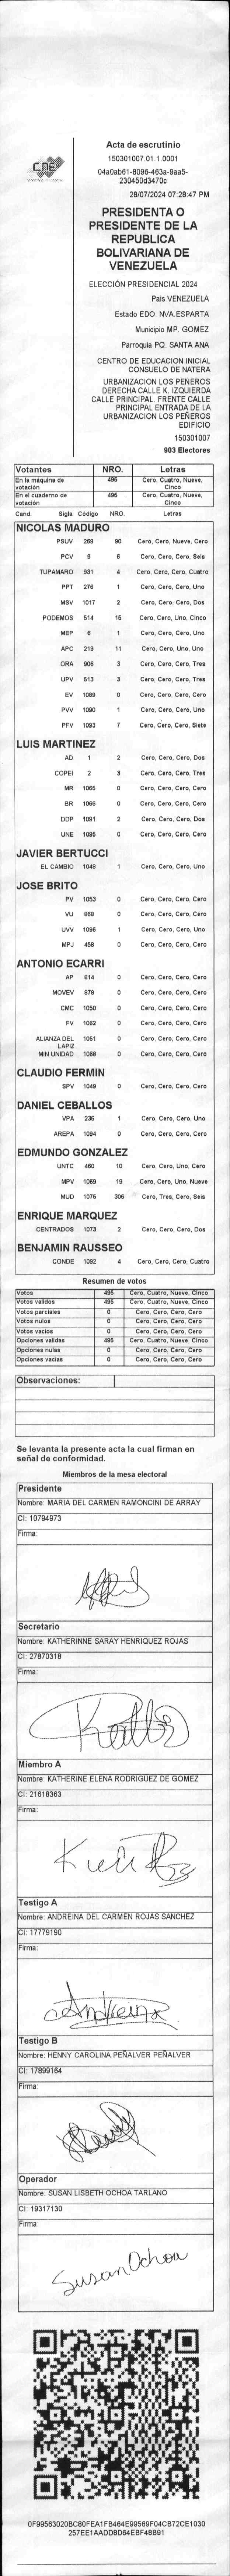 CNE
Acta de escrutinio
150301007.01.1.0001
04a0ab61-8096-463a-9aa5-
230450d3470c
28/07/2024 07:28:47 PM
PRESIDENTA O
PRESIDENTE DE LA
REPUBLICA
BOLIVARIANA DE
VENEZUELA
ELECCIÓN PRESIDENCIAL 2024
Pais VENEZUELA
Estado EDO. NVA.ESPARTA
Municipio MP. GOMEZ
Parroquia PQ. SANTA ANA
CENTRO DE EDUCACION INICIAL
CONSUELO DE NATERA
URBANIZACION LOS PEÑEROS
DERECHA CALLE K. IZQUIERDA
CALLE PRINCIPAL. FRENTE CALLE
PRINCIPAL ENTRADA DE LA
URBANIZACION LOS PEÑEROS
EDIFICIO
150301007
903 Electores
Votantes NRO. Letras
En la máquina de votación 495 Cero, Cuatro, Nueve, Cinco
En el cuaderno de votación 495 Cero, Cuatro, Nueve, Cinco
Cand. Sigla Código NRO. Letras
NICOLAS MADURO
PSUV 269 90 Cero, Cero, Nueve, Cero
PCV 9 6 Cero, Cero, Cero, Seis
TUPAMARO 931 4 Cero, Cero, Cero, Cuatro
PPT 276 1 Cero, Cero, Cero, Uno
MSV 1017 2 Cero, Cero, Cero, Dos
PODEMOS 514 15 Cero, Cero, Uno, Cinco
MEP 6 1 Cero, Cero, Cero, Uno
APC 219 11 Cero, Cero, Uno, Uno
ORA 906 3 Cero, Cero, Cero, Tres
UPV 613 3 Cero, Cero, Cero, Tres
EV 1089 0 Cero, Cero, Cero, Cero
PVV 1090 1 Cero, Cero, Cero, Uno
PFV 1093 7 Cero, Cero, Cero, Siete
LUIS MARTINEZ
AD 1 2 Cero, Cero, Cero, Dos
COPEI 2 3 Cero, Cero, Cero, Tres
MR 1065 0 Cero, Cero, Cero, Cero
BR 1066 0 Cero, Cero, Cero, Cero
DDP 1091 2 Cero, Cero, Cero, Dos
UNE 1095 0 Cero, Cero, Cero, Cero
JAVIER BERTUCCI
EL CAMBIO 1048 1 Cero, Cero, Cero, Uno
JOSE BRITO
PV 1053 0 Cero, Cero, Cero, Cero
VU 868 0 Cero, Cero, Cero, Cero
UVV 1096 1 Cero, Cero, Cero, Uno
MPJ 458 0 Cero, Cero, Cero, Cero
ANTONIO ECARRI
AP 814 0 Cero, Cero, Cero, Cero
MOVEV 879 0 Cero, Cero, Cero, Cero
CMC 1050 0 Cero, Cero, Cero, Cero
FV 1062 0 Cero, Cero, Cero, Cero
ALIANZA DEL LAPIZ 1051 0 Cero, Cero, Cero, Cero
MIN UNIDAD 1088 0 Cero, Cero, Cero, Cero
CLAUDIO FERMIN
SPV 1049 0 Cero, Cero, Cero, Cero
DANIEL CEBALLOS
VPA 236 1 Cero, Cero, Cero, Uno
AREPA 1094 0 Cero, Cero, Cero, Cero
EDMUNDO GONZALEZ
UNTC 460 10 Cero, Cero, Uno, Cero
MPV 1069 19 Cero, Cero, Uno, Nueve
MUD 1075 306 Cero, Tres, Cero, Seis
ENRIQUE MARQUEZ
CENTRADOS 1073 2 Cero, Cero, Cero, Dos
BENJAMIN RAUSSEO
CONDE 1092 4 Cero, Cero, Cero, Cuatro
Resumen de votos
Votos 495 Cero, Cuatro, Nueve, Cinco
Votos validos 495 Cero, Cuatro, Nueve, Cinco
Votos parciales 0 Cero, Cero, Cero, Cero
Votos nulos 0 Cero, Cero, Cero, Cero
Votos vacios 0 Cero, Cero, Cero, Cero
Opciones validas 495 Cero, Cuatro, Nueve, Cinco
Opciones nulas 0 Cero, Cero, Cero, Cero
Opciones vacias 0 Cero, Cero, Cero, Cero
Observaciones:
Se levanta la presente acta la cual firman en
señal de conformidad.
Miembros de la mesa electoral
Presidente
Nombre: MARIA DEL CARMEN RAMONCINI DE ARRAY
CI: 10794973
Firma:
Secretario
Nombre: KATHERINNE SARAY HENRIQUEZ ROJAS
CI: 27870318
Firma:
Miembro A
Nombre: KATHERINE ELENA RODRIGUEZ DE GOMEZ
CI: 21618363
Firma:
Testigo A
Nombre: ANDREINA DEL CARMEN ROJAS SANCHEZ
CI: 17779190
Firma:
Andreina
Testigo B
Nombre: HENNY CAROLINA PEÑALVER PEÑALVER
CI: 17899164
Firma:
Operador
Nombre: SUSAN LISBETH OCHOA TARLANO
CI: 19317130
Firma:
Susan Ochoa
0F99563020BC80FEA1FB464E99569F04CB72CE1030
257EE1AADD8D64EBF48B91